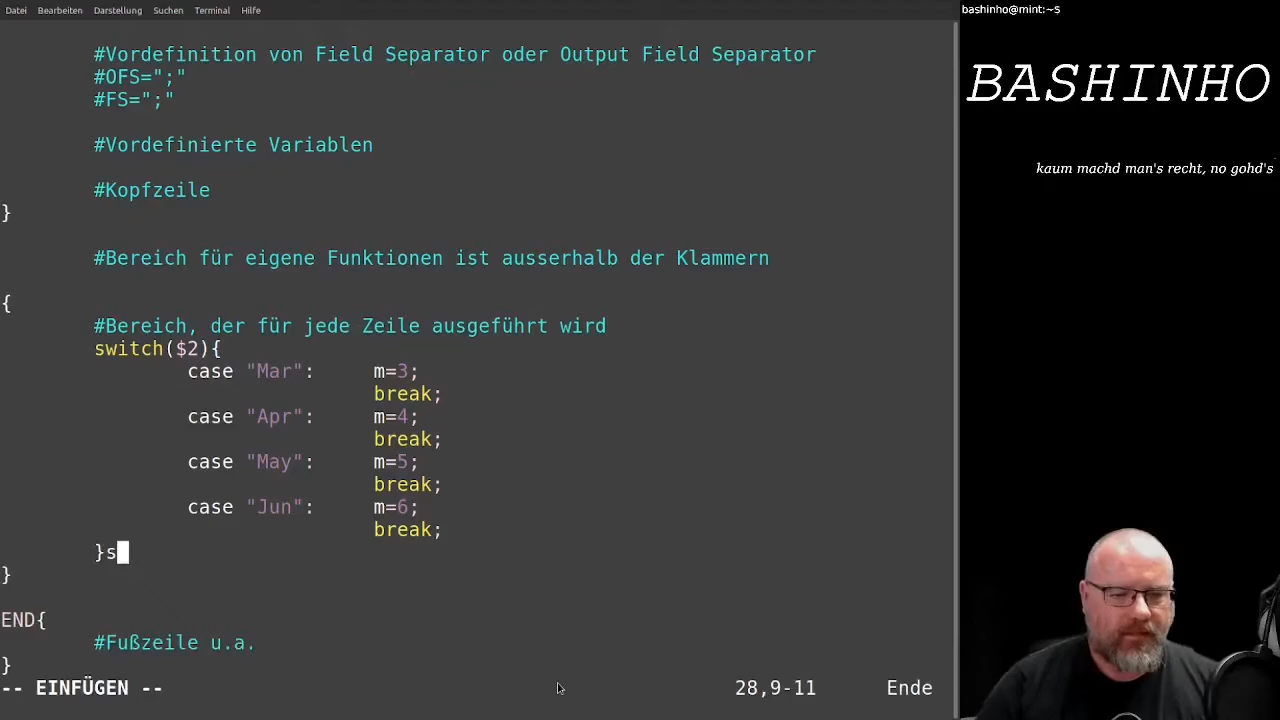 Datei Bearbeiten Darstellung Suchen Terminal Hilfe
bashinho@mint:~$
BASHINHO
kaum machd man's recht, no gohd's
#Vordefinition von Field Separator oder Output Field Separator
#OFS=";"
#FS=";"
#Vordefinierte Variablen
#Kopfzeile
}
#Bereich für eigene Funktionen ist ausserhalb der Klammern
{
#Bereich, der für jede Zeile ausgeführt wird
switch($2){
case "Mar": m=3;
break;
case "Apr": m=4;
break;
case "May": m=5;
break;
case "Jun": m=6;
break;
}s
}
END{
#Fußzeile u.a.
}
-- EINFÜGEN -- 28,9-11 Ende